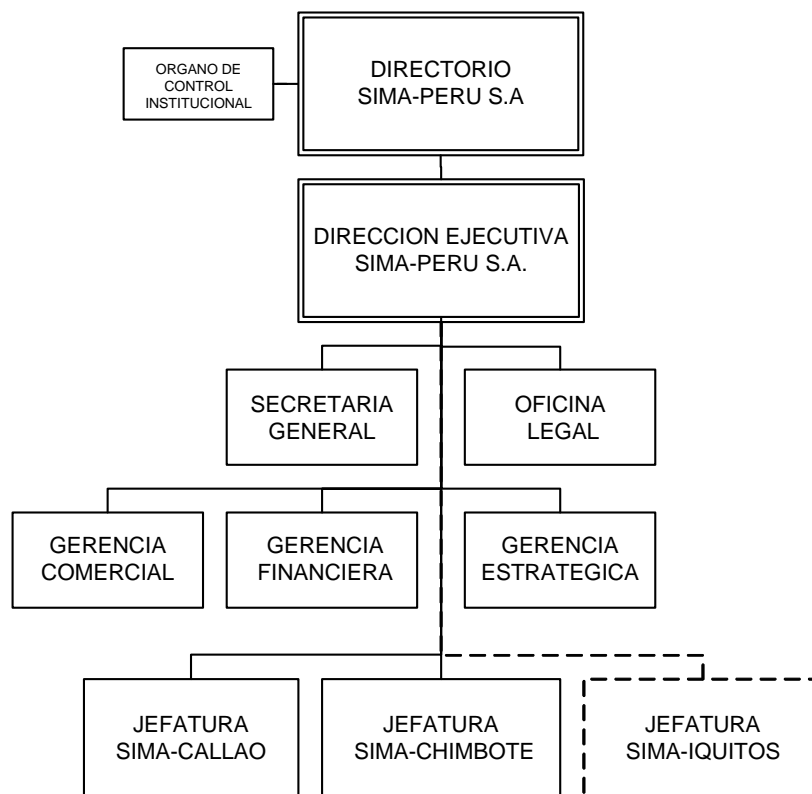 ORGANO DE
CONTROL
INSTITUCIONAL
DIRECTORIO
SIMA-PERU S.A
DIRECCION EJECUTIVA
SIMA-PERU S.A.
SECRETARIA
GENERAL
OFICINA
LEGAL
GERENCIA
COMERCIAL
GERENCIA
FINANCIERA
GERENCIA
ESTRATEGICA
JEFATURA
SIMA-CALLAO
JEFATURA
SIMA-CHIMBOTE
JEFATURA
SIMA-IQUITOS